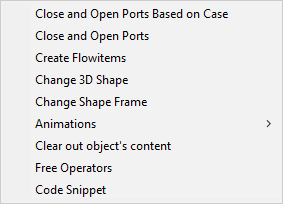 Close and Open Ports Based on Case
Close and Open Ports
Create Flowitems
Change 3D Shape
Change Shape Frame
Animations
Clear out object's content
Free Operators
Code Snippet